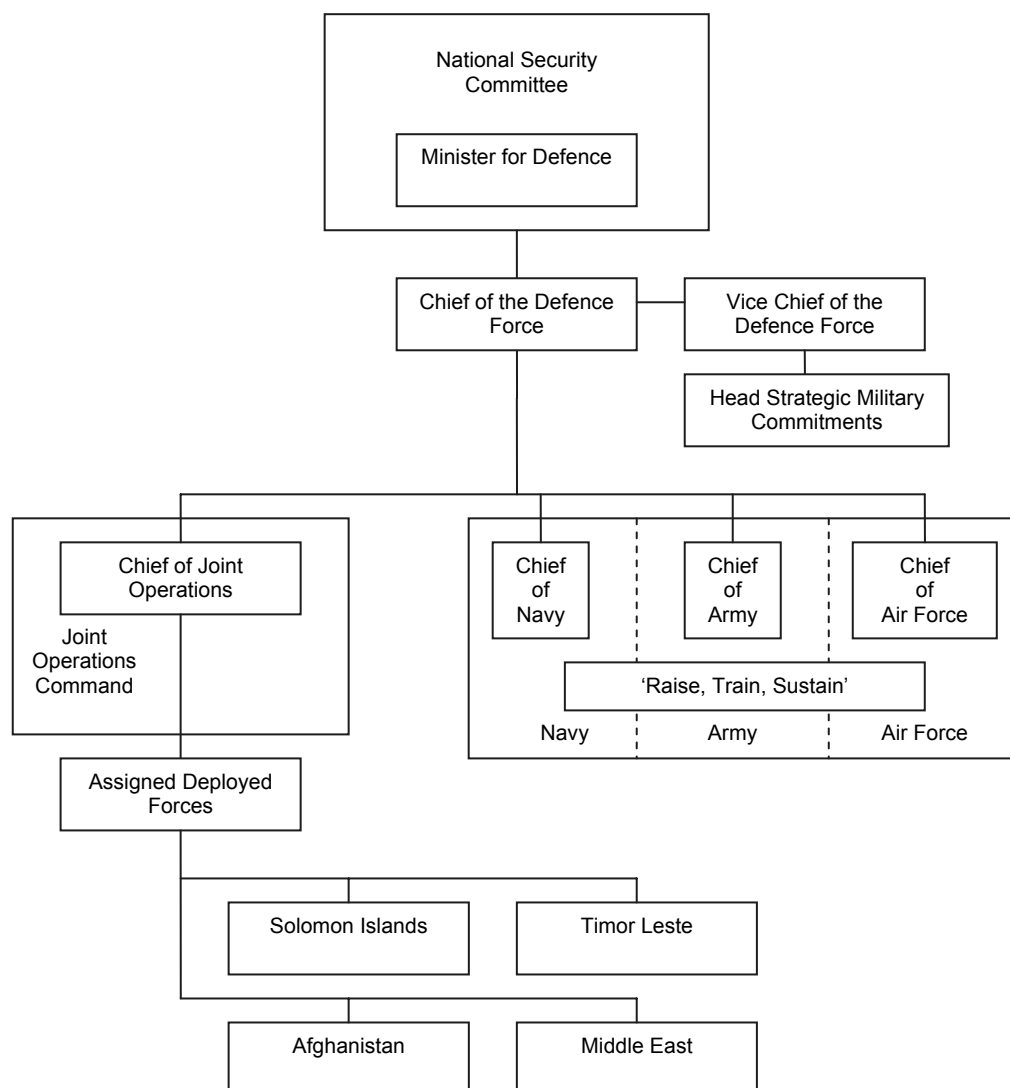 National Security
Committee
Minister for Defence
Chief of the Defence
Force
Vice Chief of the
Defence Force
Head Strategic Military
Commitments
Chief of Joint
Operations
Joint
Operations
Command
Chief
of
Navy
Chief
of
Army
Chief
of
Air Force
‘Raise, Train, Sustain’
Navy
Army
Air Force
Assigned Deployed
Forces
Solomon Islands
Timor Leste
Afghanistan
Middle East